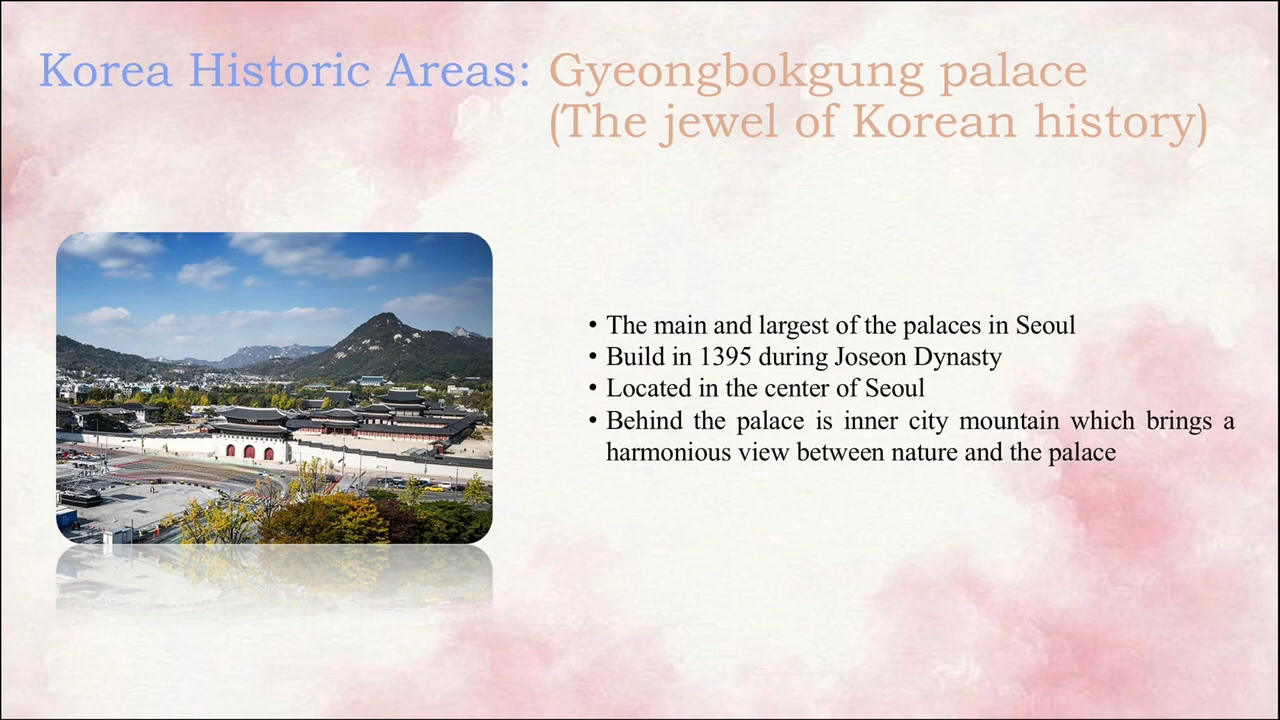 Korea Historic Areas: Gyeongbokgung palace
(The jewel of Korean history)
• The main and largest of the palaces in Seoul
• Build in 1395 during Joseon Dynasty
• Located in the center of Seoul
• Behind the palace is inner city mountain which brings a
harmonious view between nature and the palace